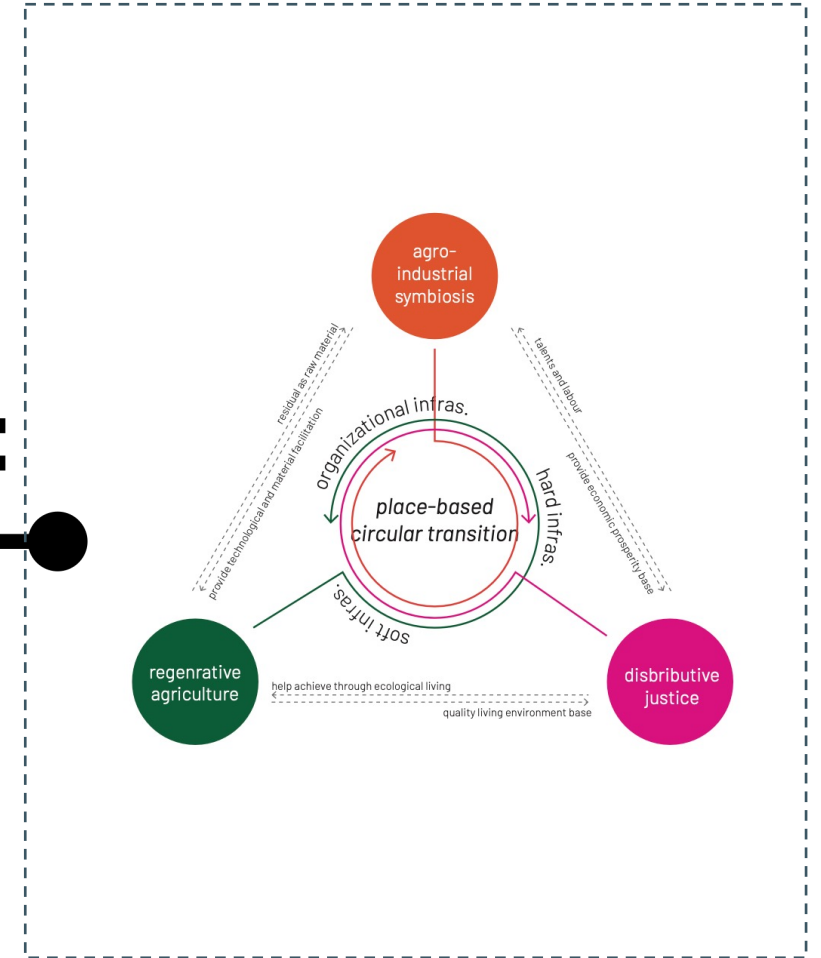 agro-
industrial
symbiosis
residual as raw material
provide technological and material facilitation
talents and labour
provide economic prosperity base
organizational infras.
hard infras.
soft infras.
place-based
circular transition
regenrative
agriculture
disbributive
justice
help achieve through ecological living
quality living environment base